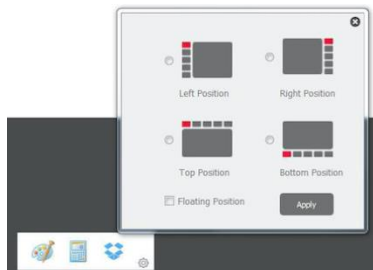 Left Position
Right Position
Top Position
Bottom Position
Floating Position
Apply